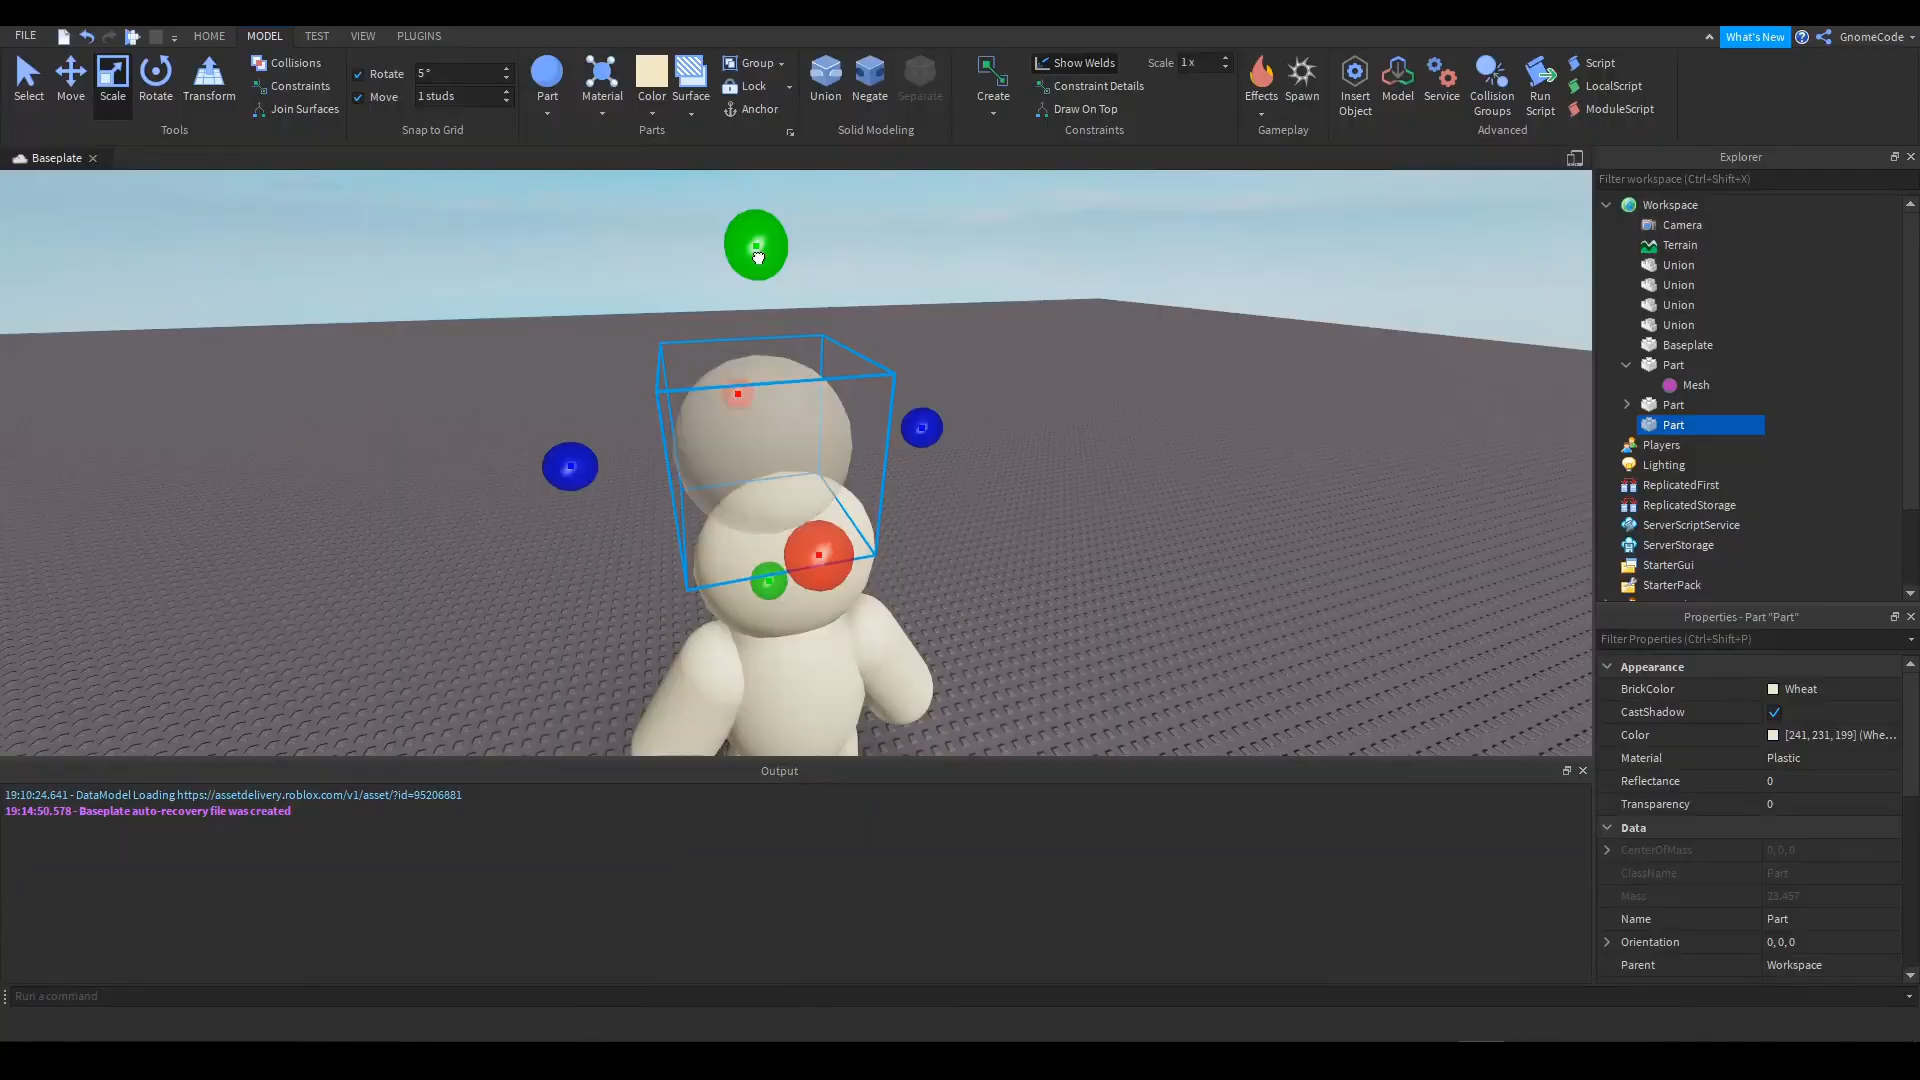 FILE HOME MODEL TEST VIEW PLUGINS What's New GnomeCode
Select Move Scale Rotate Transform
Collisions
Constraints
Join Surfaces
Tools
Rotate 5°
Move 1 studs
Snap to Grid
Part Material Color Surface
Group
Lock
Anchor
Parts
Union Negate Separate
Solid Modeling
Create
Show Welds
Constraint Details
Draw On Top
Scale 1 x
Constraints
Effects Spawn
Gameplay
Insert Object Model Service Collision Groups Run Script
Script
LocalScript
ModuleScript
Advanced
Baseplate
Explorer
Filter workspace (Ctrl+Shift+X)
Workspace
Camera
Terrain
Union
Union
Union
Union
Baseplate
Part
Mesh
Part
Part
Players
Lighting
ReplicatedFirst
ReplicatedStorage
ServerScriptService
ServerStorage
StarterGui
StarterPack
Properties - Part "Part"
Filter Properties (Ctrl+Shift+P)
Appearance
BrickColor Wheat
CastShadow
Color [241, 231, 199] (Whe...
Material Plastic
Reflectance 0
Transparency 0
Data
CenterOfMass 0, 0, 0
ClassName Part
Mass 23.457
Name Part
Orientation 0, 0, 0
Parent Workspace
Output
19:10:24.641 - DataModel Loading https://assetdelivery.roblox.com/v1/asset/?id=95206881
19:14:50.578 - Baseplate auto-recovery file was created
Run a command